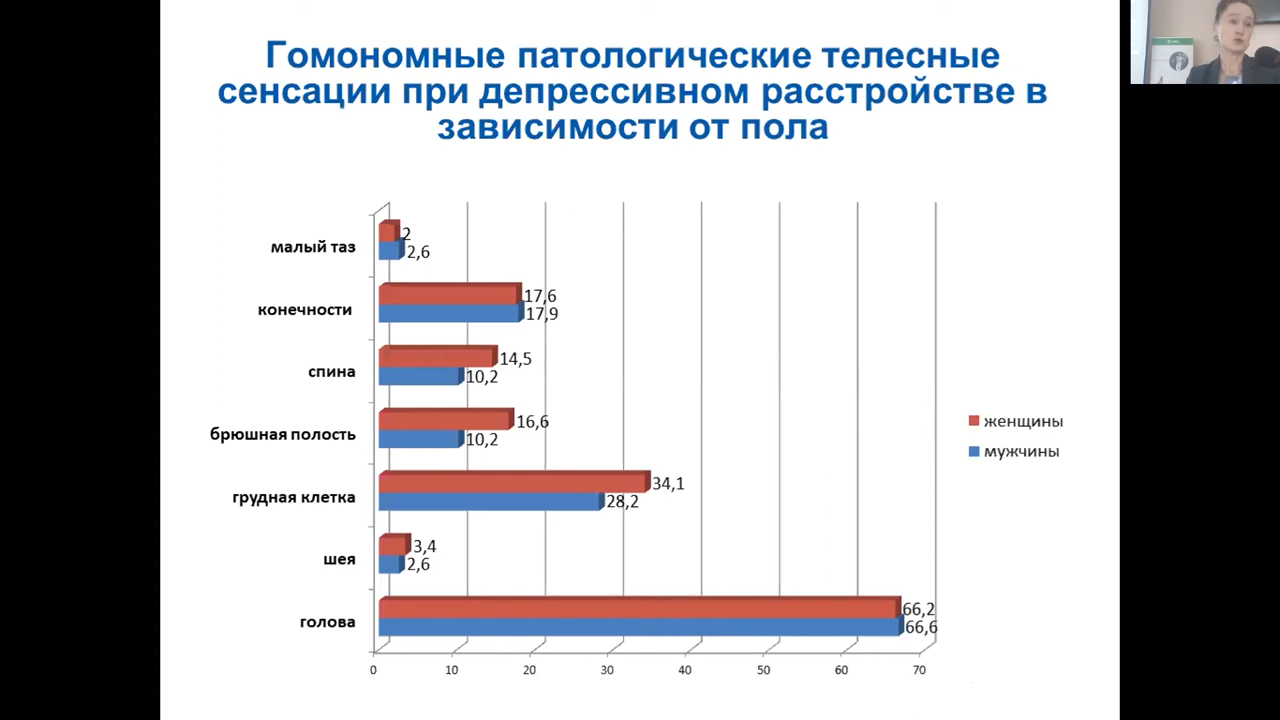 Гомономные патологические телесные
сенсации при депрессивном расстройстве в
зависимости от пола
малый таз
2
2,6
конечности
17,6
17,9
спина
14,5
10,2
брюшная полость
16,6
10,2
грудная клетка
34,1
28,2
шея
3,4
2,6
голова
66,2
66,6
0 10 20 30 40 50 60 70
женщины
мужчины